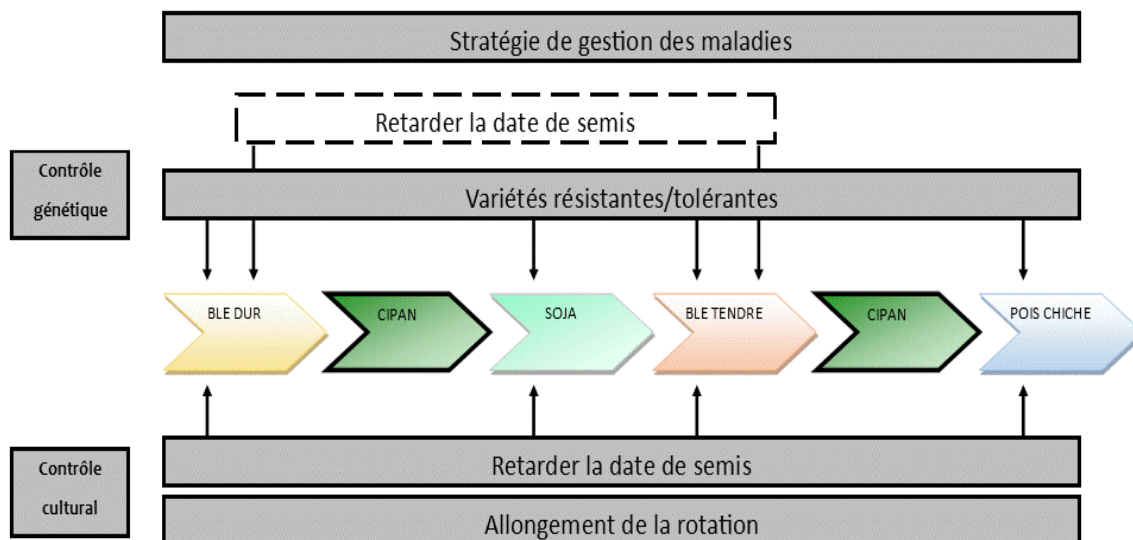 Stratégie de gestion des maladies
Retarder la date de semis
Contrôle
génétique
Variétés résistantes/tolérantes
BLE DUR
CIPAN
SOJA
BLE TENDRE
CIPAN
POIS CHICHE
Contrôle
cultural
Retarder la date de semis
Allongement de la rotation